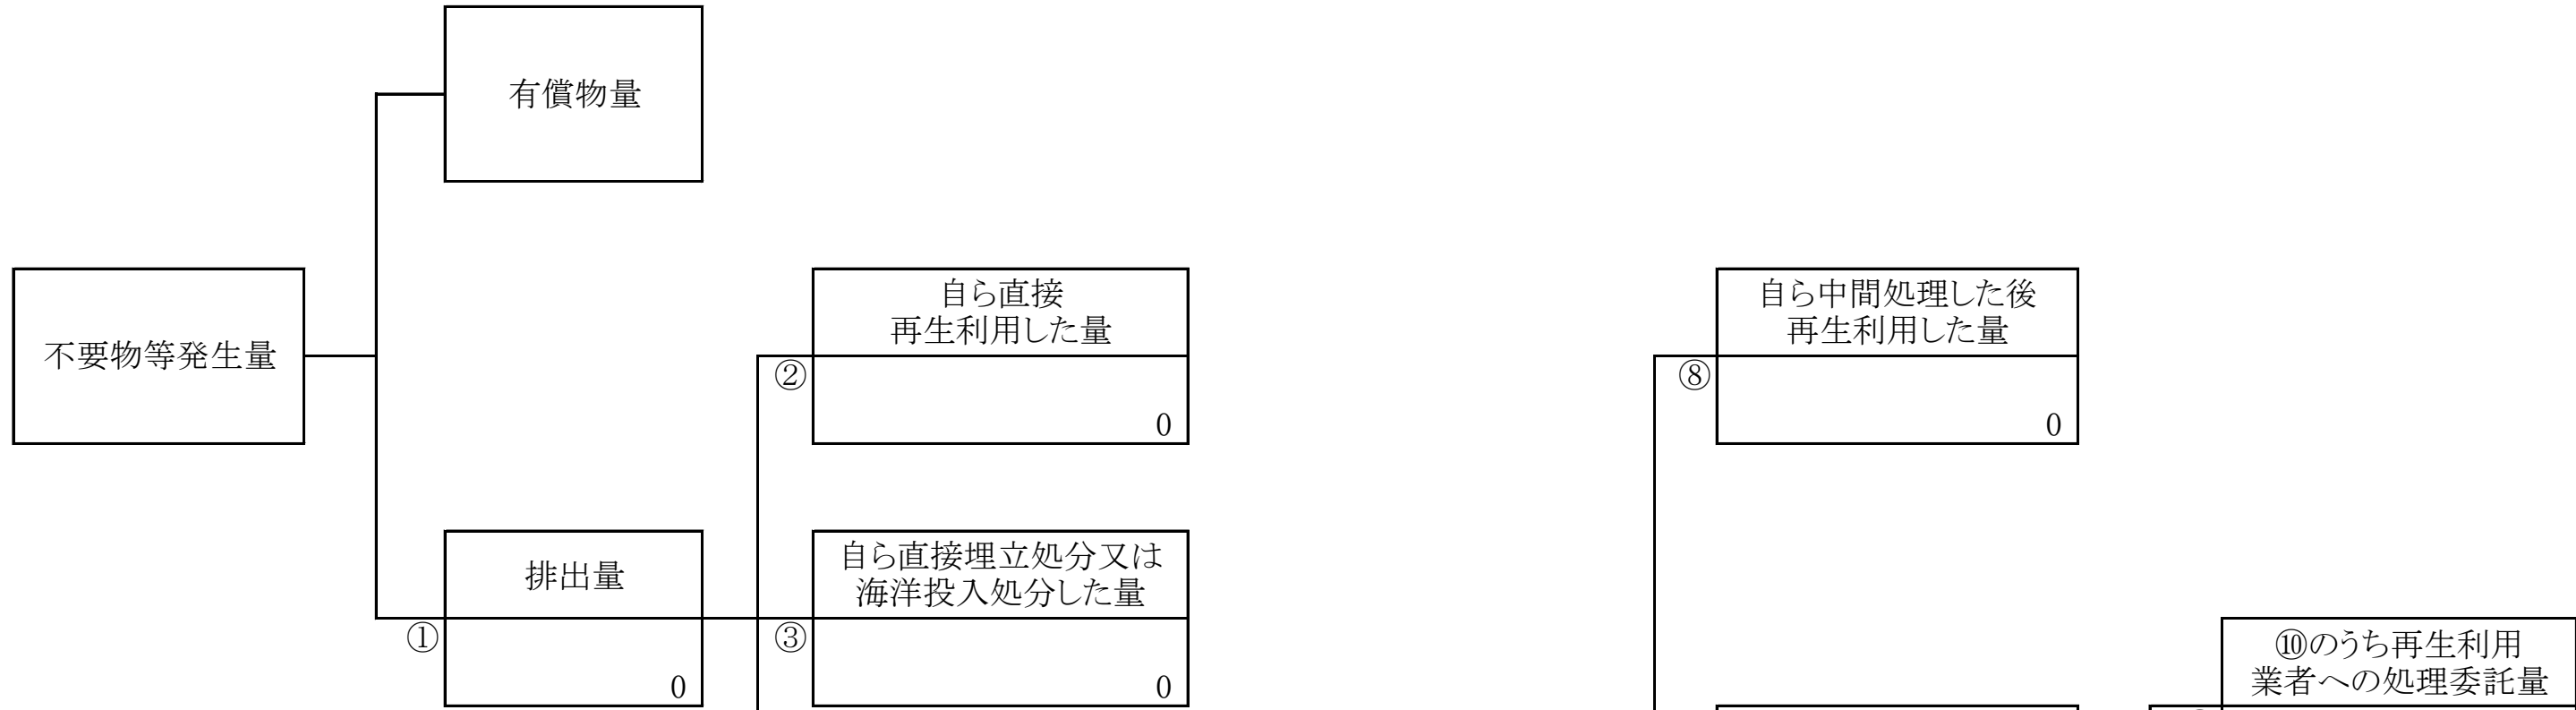 有償物量
不要物等発生量
自ら直接
再生利用した量
②
0
自ら中間処理した後
再生利用した量
⑧
0
排出量
①
0
自ら直接埋立処分又は
海洋投入処分した量
③
0
⑩のうち再生利用
業者への処理委託量